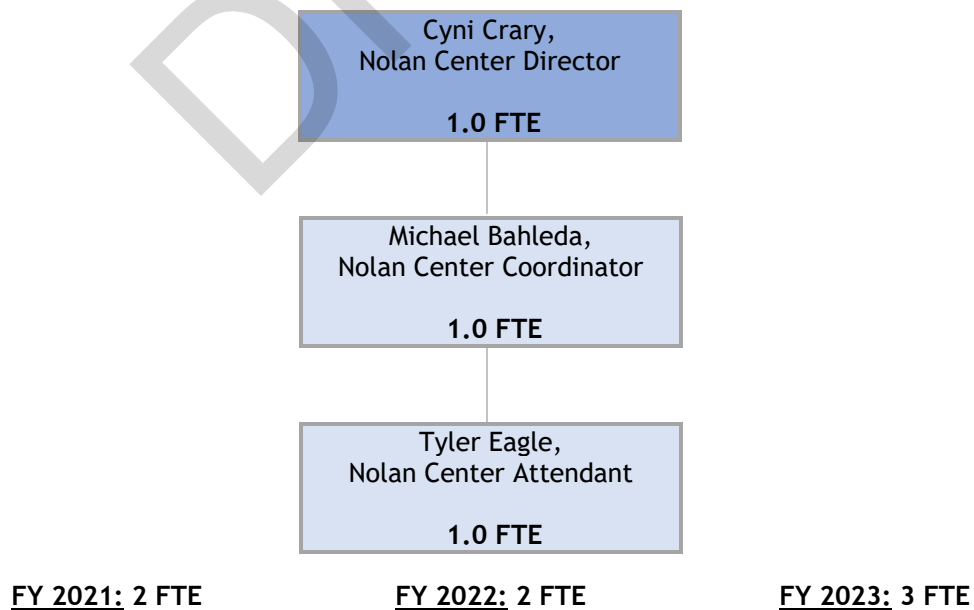 Cyni Crary,
Nolan Center Director
1.0 FTE
Michael Bahleda,
Nolan Center Coordinator
1.0 FTE
Tyler Eagle,
Nolan Center Attendant
1.0 FTE
FY 2021: 2 FTE
FY 2022: 2 FTE
FY 2023: 3 FTE